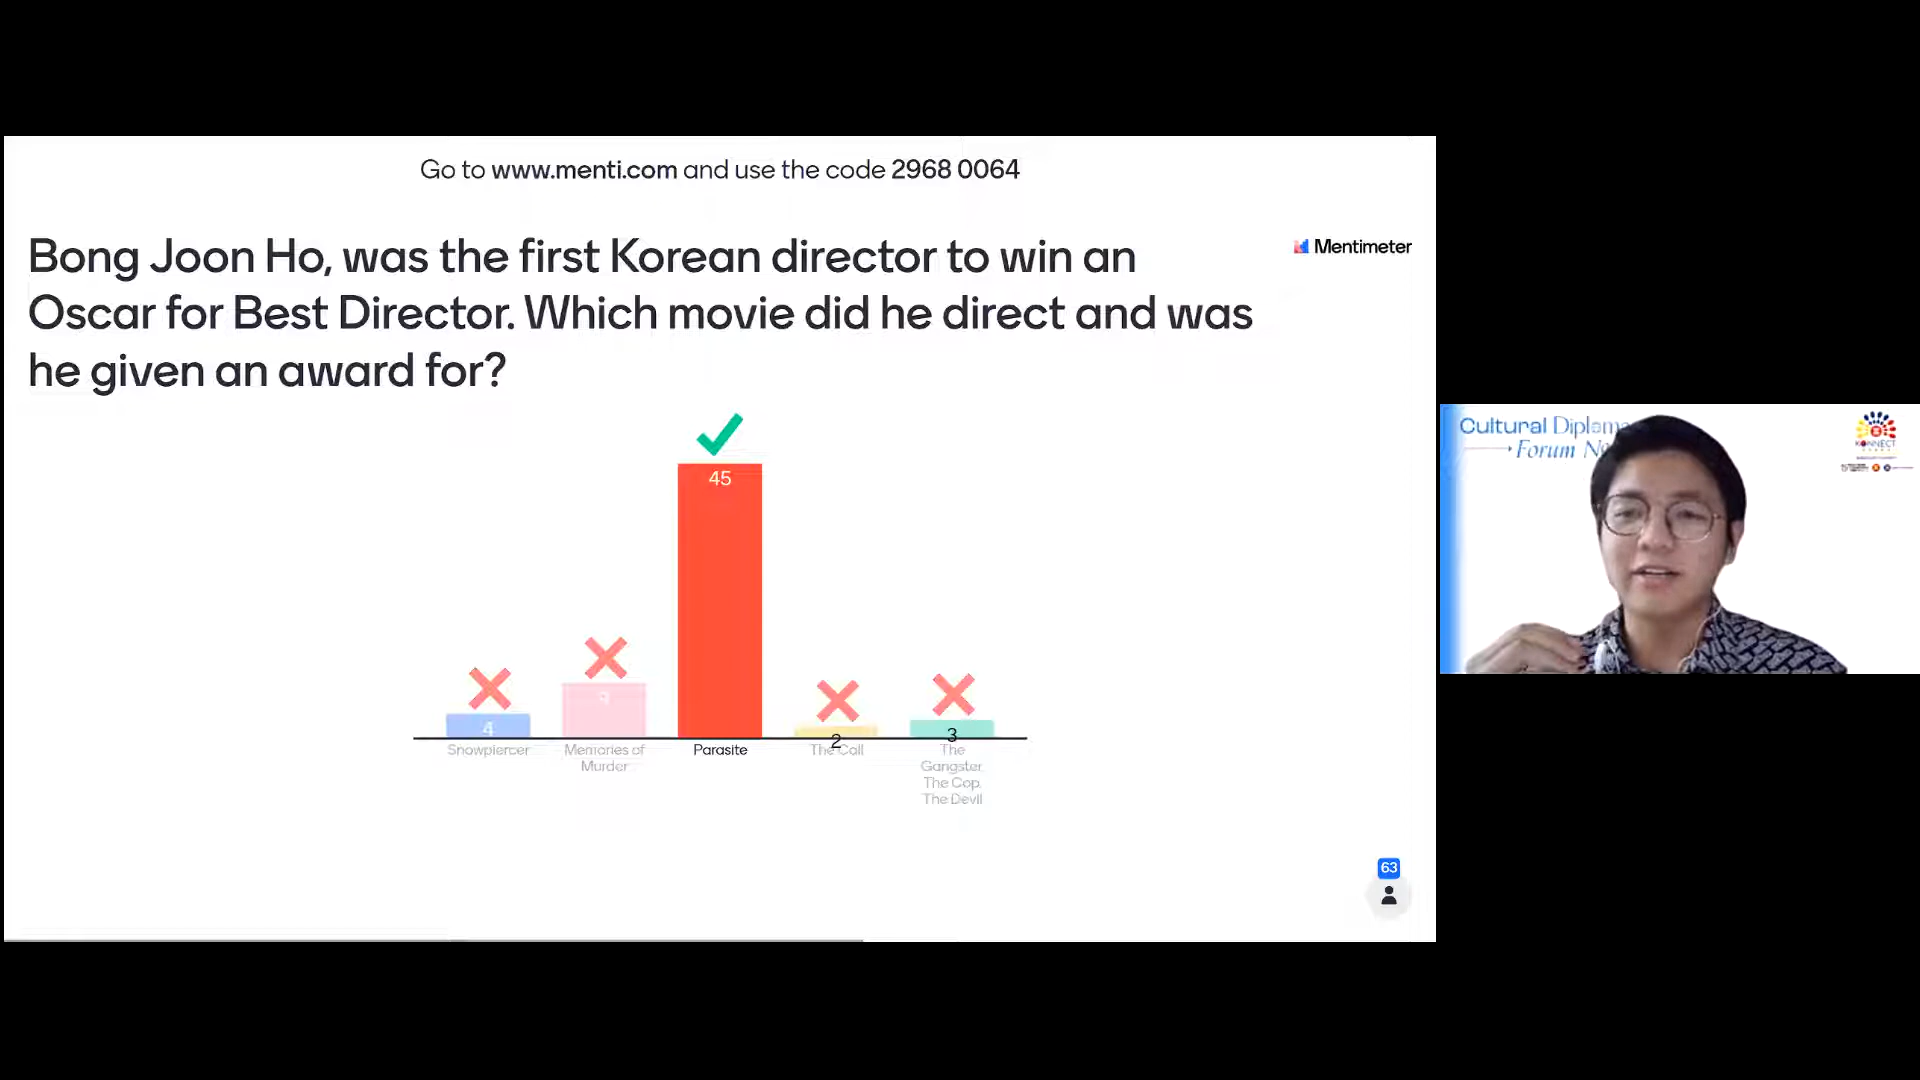 Go to www.menti.com and use the code 2968 0064
Bong Joon Ho, was the first Korean director to win an
Oscar for Best Director. Which movie did he direct and was
he given an award for?
Mentimeter
45
9
4
2
3
Snowpiercer
Memories of
Murder
Parasite
The Call
The
Gangster,
The Cop,
The Devil
63
Cultural
Forum
KONNECT